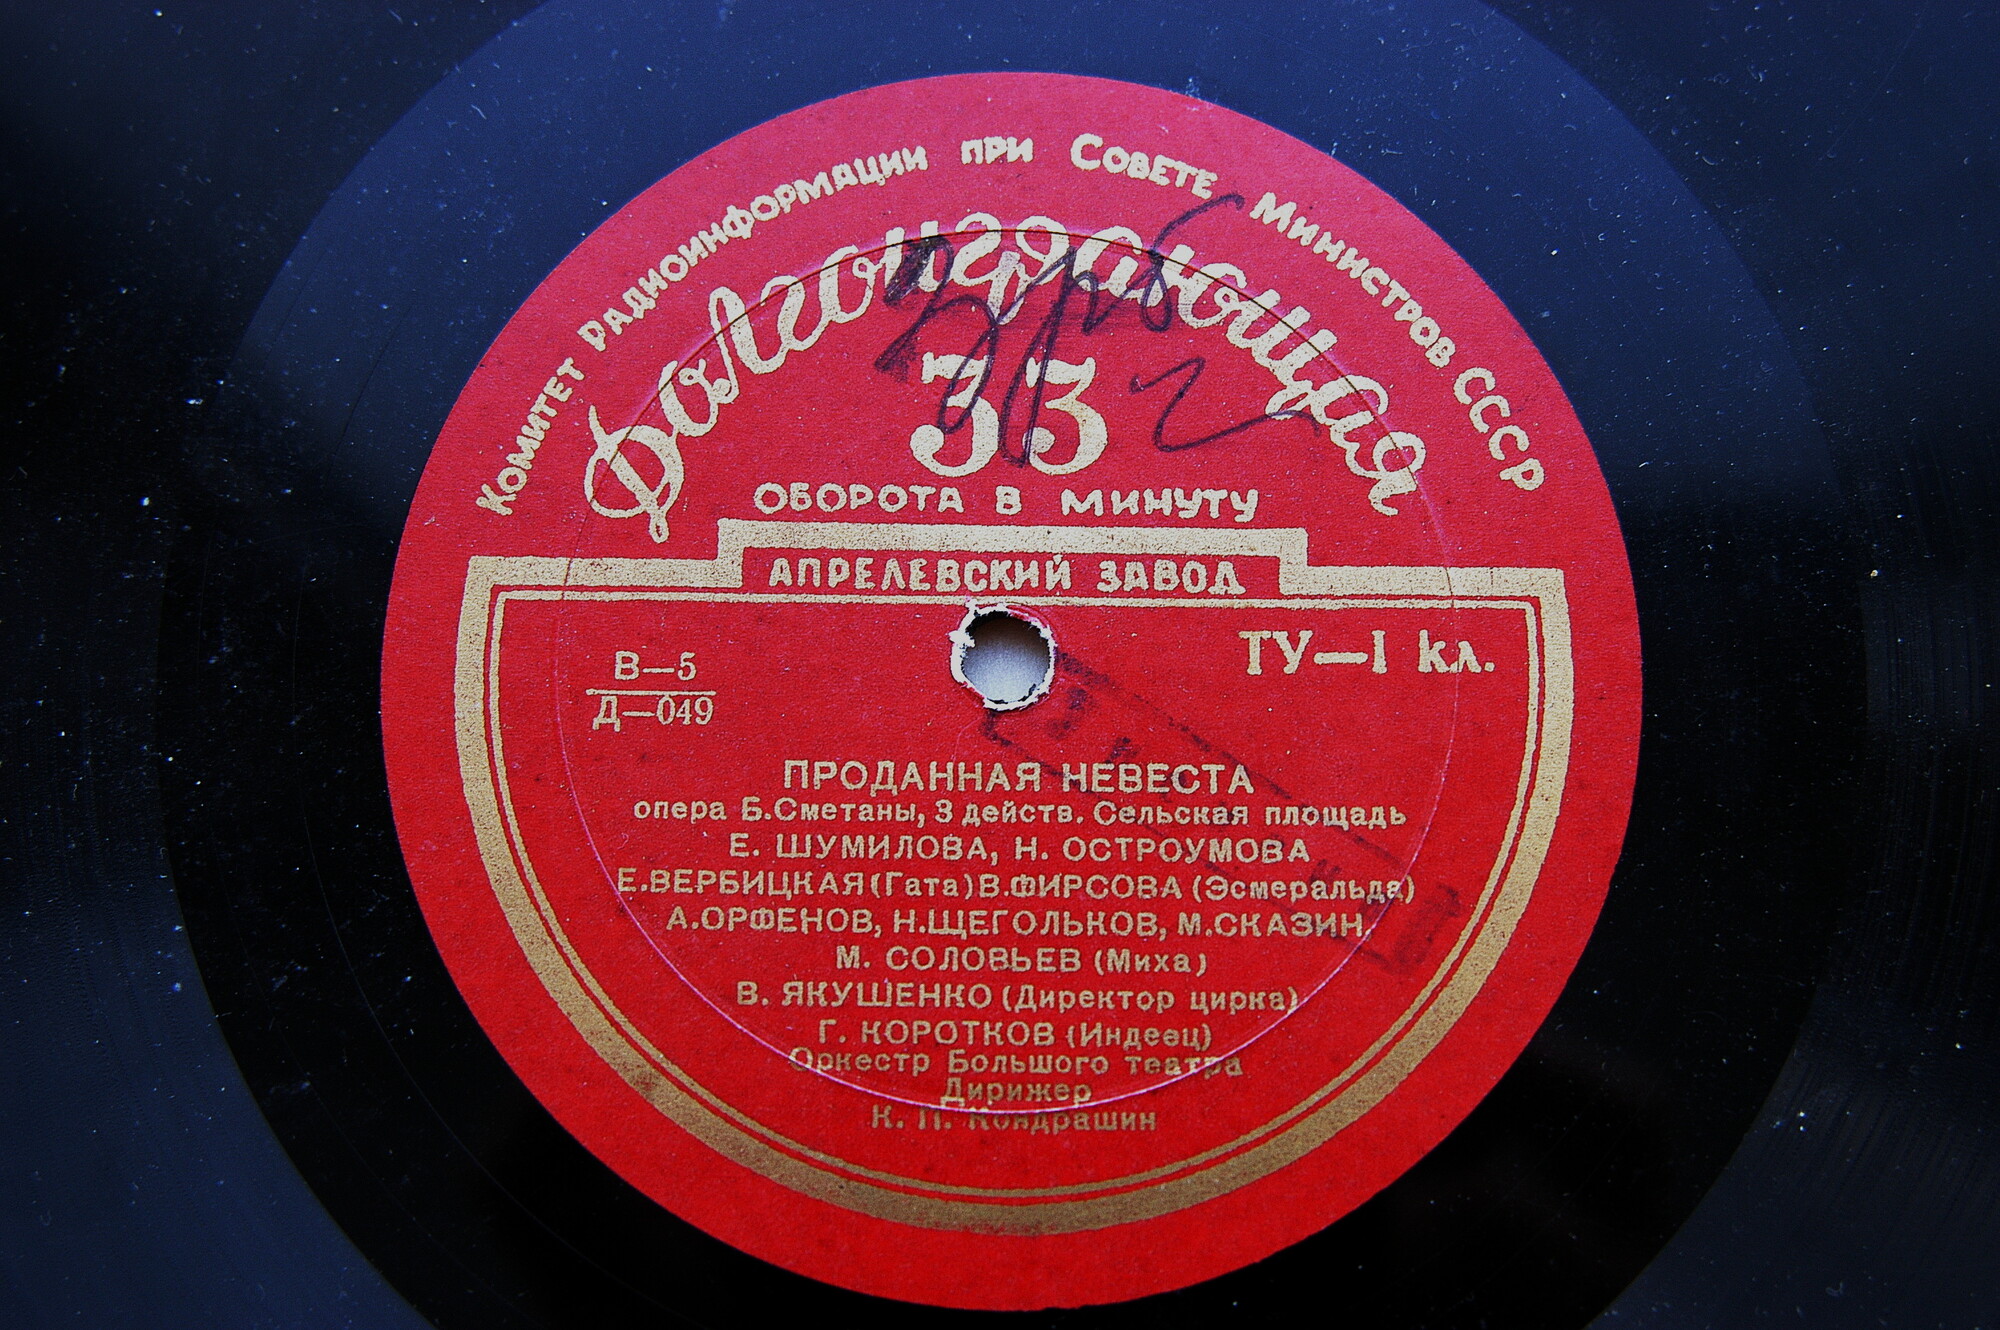 Комитет Радиоинформации при Совете Министров СССР
Долгоиграющая
33
ОБОРОТА В МИНУТУ
АПРЕЛЕВСКИЙ ЗАВОД
В—5
Д—049
ТУ—I кл.
ПРОДАННАЯ НЕВЕСТА
опера Б.Сметаны, 3 действ. Сельская площадь
Е. ШУМИЛОВА, Н. ОСТРОУМОВА
Е.ВЕРБИЦКАЯ(Гата)В.ФИРСОВА (Эсмеральда)
А.ОРФЕНОВ, Н.ЩЕГОЛЬКОВ, М.СКАЗИН,
М. СОЛОВЬЕВ (Миха)
В. ЯКУШЕНКО (Директор цирка)
Г. КОРОТКОВ (Индеец)
Оркестр Большого театра
Дирижер
К. П. Кондрашин